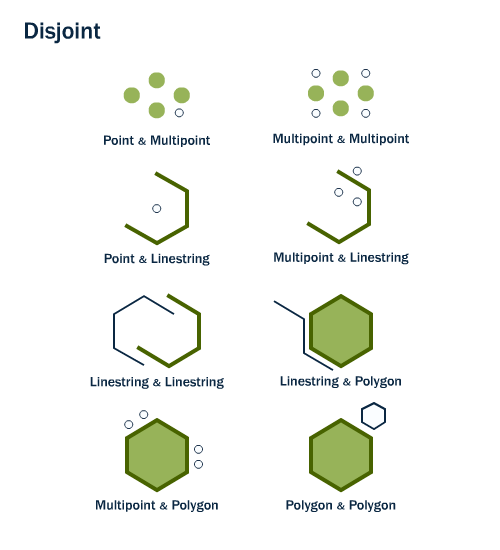 Disjoint
Point & Multipoint
Multipoint & Multipoint
Point & Linestring
Multipoint & Linestring
Linestring & Linestring
Linestring & Polygon
Multipoint & Polygon
Polygon & Polygon